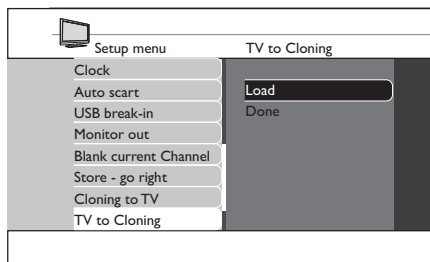 Setup menu
TV to Cloning
Clock
Auto scart
USB break-in
Monitor out
Blank current Channel
Store - go right
Cloning to TV
TV to Cloning
Load
Done